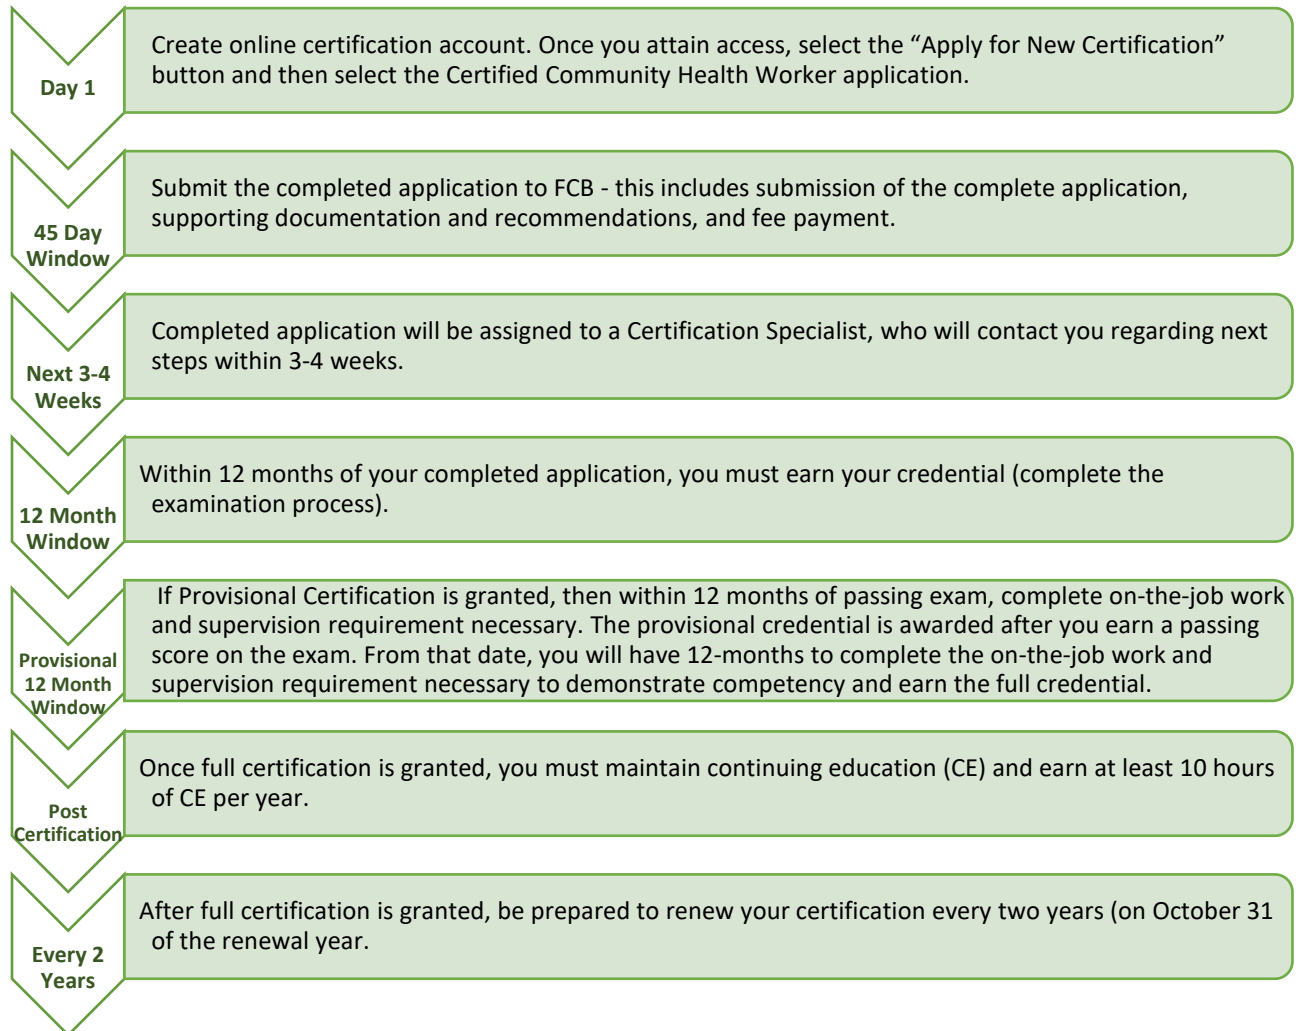 Day 1
Create online certification account. Once you attain access, select the “Apply for New Certification”
button and then select the Certified Community Health Worker application.
45 Day
Window
Submit the completed application to FCB - this includes submission of the complete application,
supporting documentation and recommendations, and fee payment.
Next 3-4
Weeks
Completed application will be assigned to a Certification Specialist, who will contact you regarding next
steps within 3-4 weeks.
12 Month
Window
Within 12 months of your completed application, you must earn your credential (complete the
examination process).
Provisional
12 Month
Window
If Provisional Certification is granted, then within 12 months of passing exam, complete on-the-job work
and supervision requirement necessary. The provisional credential is awarded after you earn a passing
score on the exam. From that date, you will have 12-months to complete the on-the-job work and
supervision requirement necessary to demonstrate competency and earn the full credential.
Post
Certification
Once full certification is granted, you must maintain continuing education (CE) and earn at least 10 hours
of CE per year.
Every 2
Years
After full certification is granted, be prepared to renew your certification every two years (on October 31
of the renewal year.